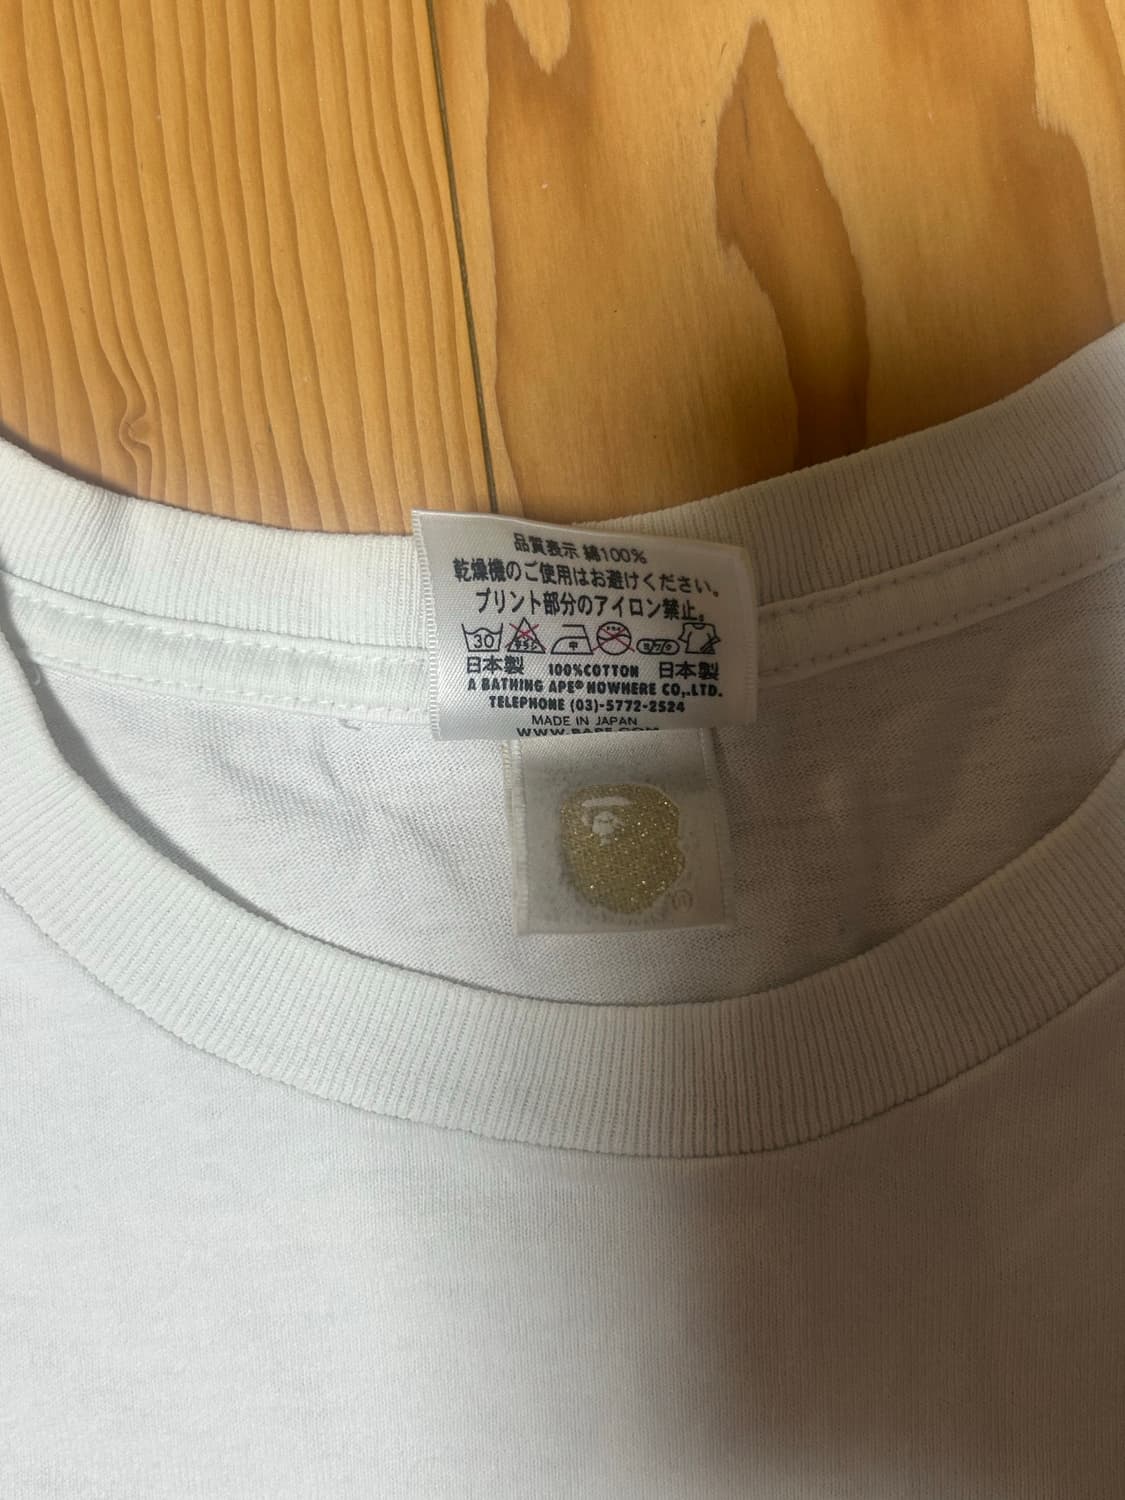 品質表示 綿100%
乾燥機のご使用はお避けください。
プリント部分のアイロン禁止。
30 中
日本製 100%COTTON 日本製
A BATHING APE® NOWHERE CO,.LTD.
TELEPHONE (03)-5772-2524
MADE IN JAPAN
WWW.BAPE.COM
®